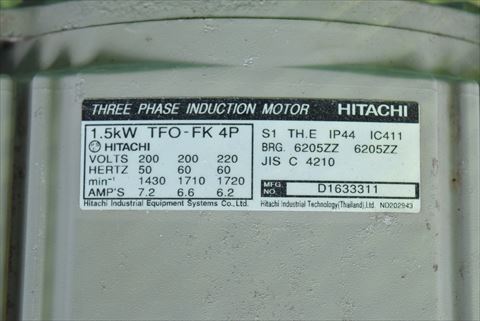 THREE PHASE INDUCTION MOTOR HITACHI
1.5kW TFO-FK 4P
HITACHI
VOLTS 200 200 220
HERTZ 50 60 60
min⁻¹ 1430 1710 1720
AMP'S 7.2 6.6 6.2
Hitachi Industrial Equipment Systems Co., Ltd.
S1 TH.E IP44 IC411
BRG. 6205ZZ 6205ZZ
JIS C 4210
MFG. NO. D1633311
Hitachi Industrial Technology(Thailand),Ltd. ND202943